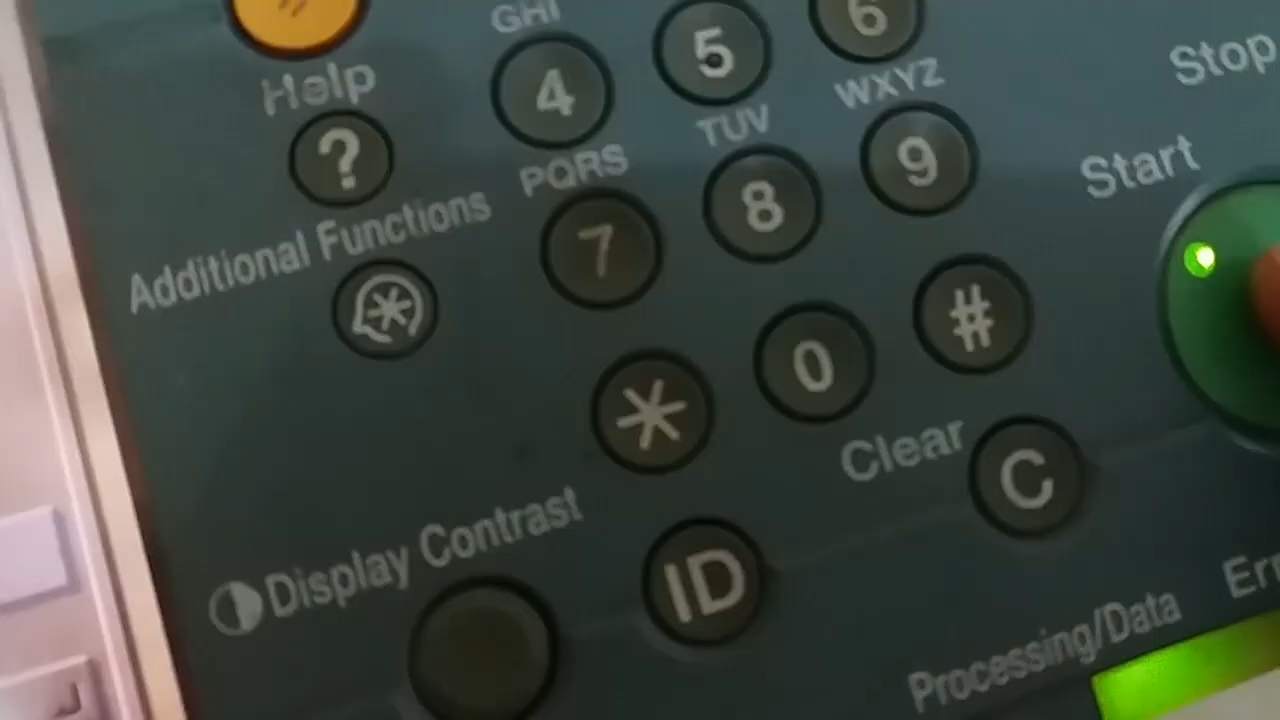 GHI
4
5
6
Stop
Help
?
PQRS
7
TUV
8
WXYZ
9
Start
Additional Functions
*
*
0
#
Clear
C
Display Contrast
ID
Processing/Data